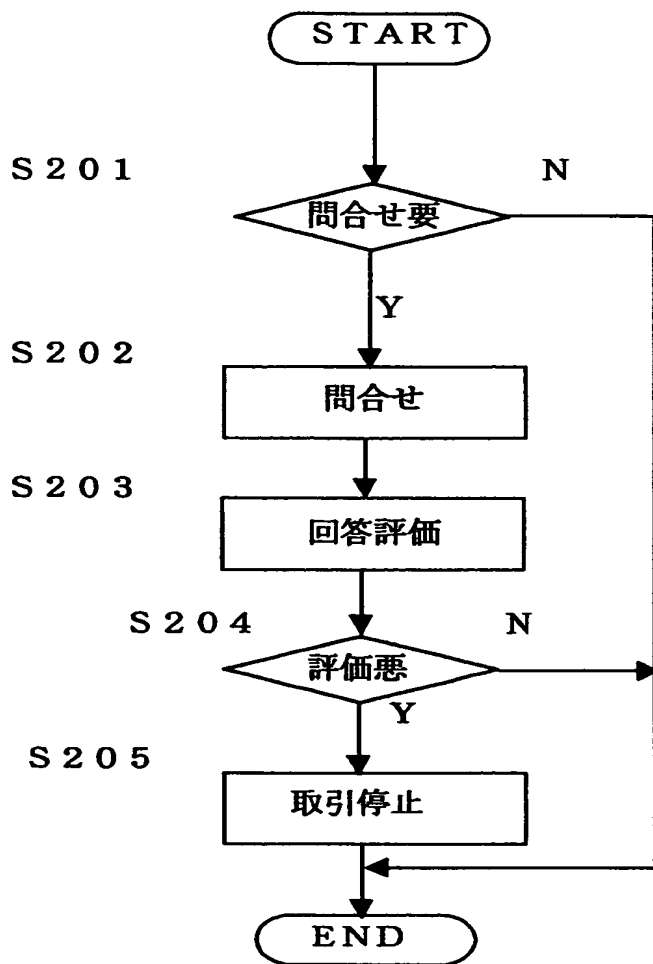 START
S201
N
問合せ要
Y
S202
問合せ
S203
回答評価
S204
N
評価悪
Y
S205
取引停止
END